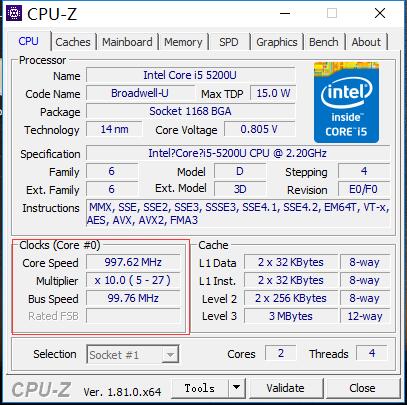 CPU-Z
CPU Caches Mainboard Memory SPD Graphics Bench About
Processor
Name Intel Core i5 5200U
Code Name Broadwell-U Max TDP 15.0 W
Package Socket 1168 BGA
Technology 14 nm Core Voltage 0.805 V
intel
inside™
CORE™ i5
Specification Intel?Core?i5-5200U CPU @ 2.20GHz
Family 6 Model D Stepping 4
Ext. Family 6 Ext. Model 3D Revision E0/F0
Instructions MMX, SSE, SSE2, SSE3, SSSE3, SSE4.1, SSE4.2, EM64T, VT-x,
AES, AVX, AVX2, FMA3
Clocks (Core #0)
Core Speed 997.62 MHz
Multiplier x 10.0 ( 5 - 27 )
Bus Speed 99.76 MHz
Rated FSB
Cache
L1 Data 2 x 32 KBytes 8-way
L1 Inst. 2 x 32 KBytes 8-way
Level 2 2 x 256 KBytes 8-way
Level 3 3 MBytes 12-way
Selection Socket #1 Cores 2 Threads 4
CPU-Z Ver. 1.81.0.x64 Tools Validate Close